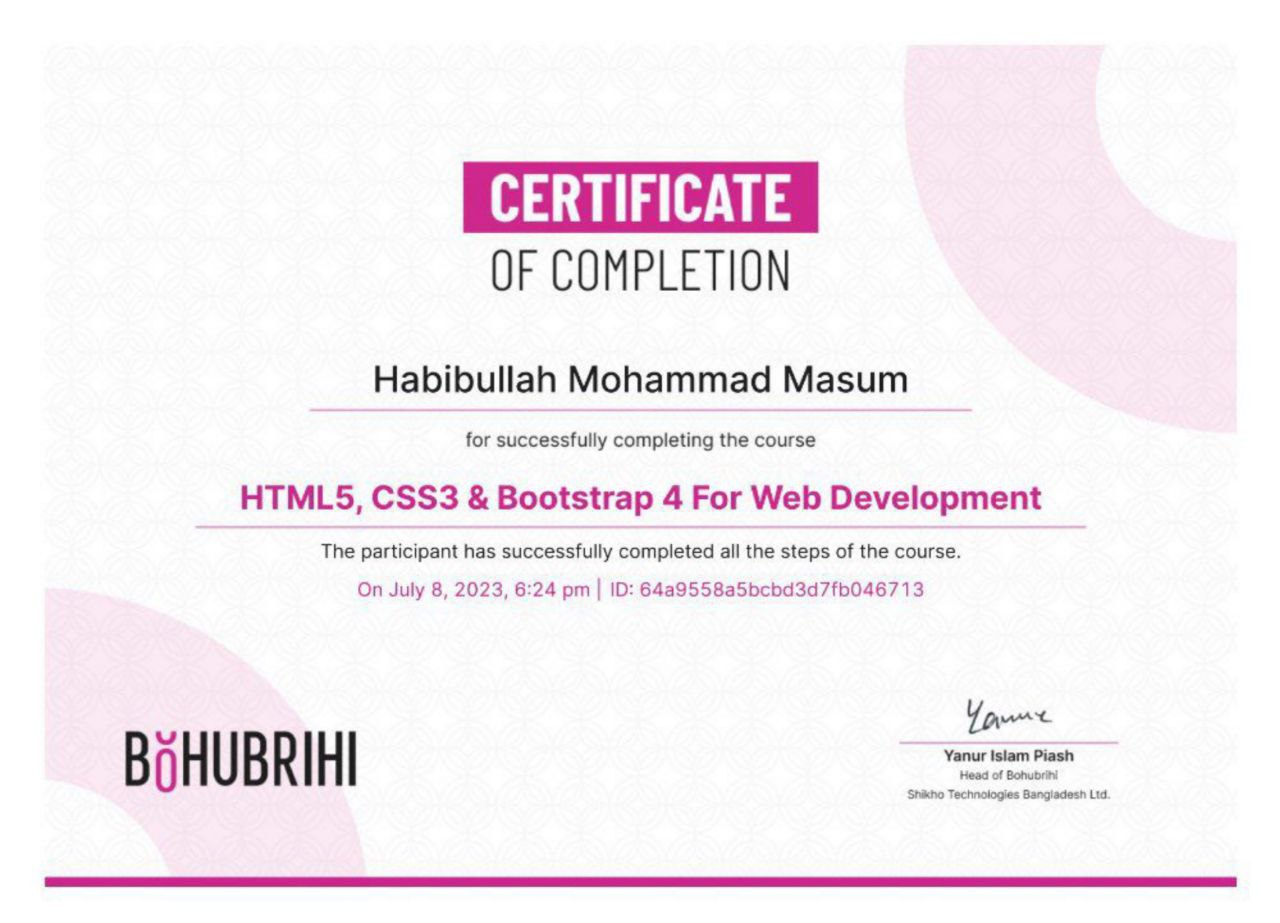 CERTIFICATE
OF COMPLETION
Habibullah Mohammad Masum
for successfully completing the course
HTML5, CSS3 & Bootstrap 4 For Web Development
The participant has successfully completed all the steps of the course.
On July 8, 2023, 6:24 pm | ID: 64a9558a5bcbd3d7fb046713
BŏHUBRIHI
Yanur Islam Piash
Head of Bohubrihi
Shikho Technologies Bangladesh Ltd.